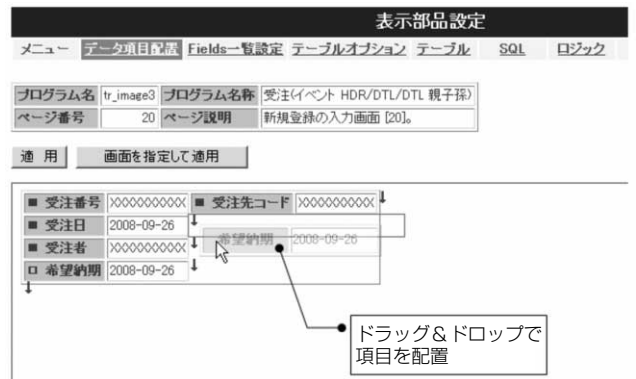 表示部品設定
メニュー データ項目配置 Fields一覧設定 テーブルオプション テーブル SQL ロジック
プログラム名 tr_image3 プログラム名称 受注(イベント HDR/DTL/DTL 親子孫)
ページ番号 20 ページ説明 新規登録の入力画面 [20]。
適 用 画面を指定して適用
■ 受注番号 XXXXXXXXXX ■ 受注先コード XXXXXXXXXX ↓
■ 受注日 2008-09-26 ↓
希望納期 2008-09-26
■ 受注者 XXXXXXXXXX ↓
□ 希望納期 2008-09-26 ↓
↓
ドラッグ&ドロップで
項目を配置